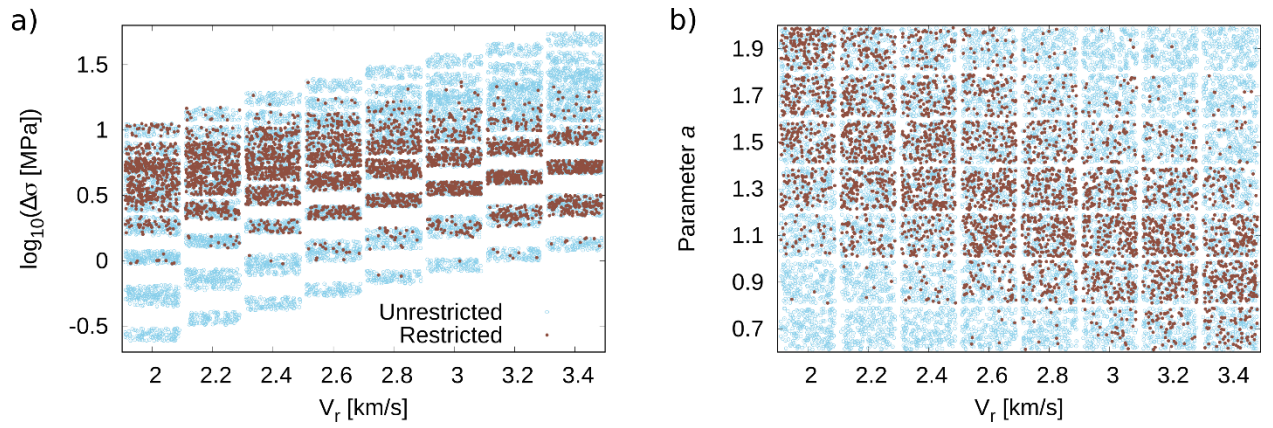 a)
log10(Δσ [MPa])
1.5
1
0.5
0
-0.5
Unrestricted
Restricted
2 2.2 2.4 2.6 2.8 3 3.2 3.4
Vr [km/s]
b)
Parameter a
1.9
1.7
1.5
1.3
1.1
0.9
0.7
2 2.2 2.4 2.6 2.8 3 3.2 3.4
Vr [km/s]